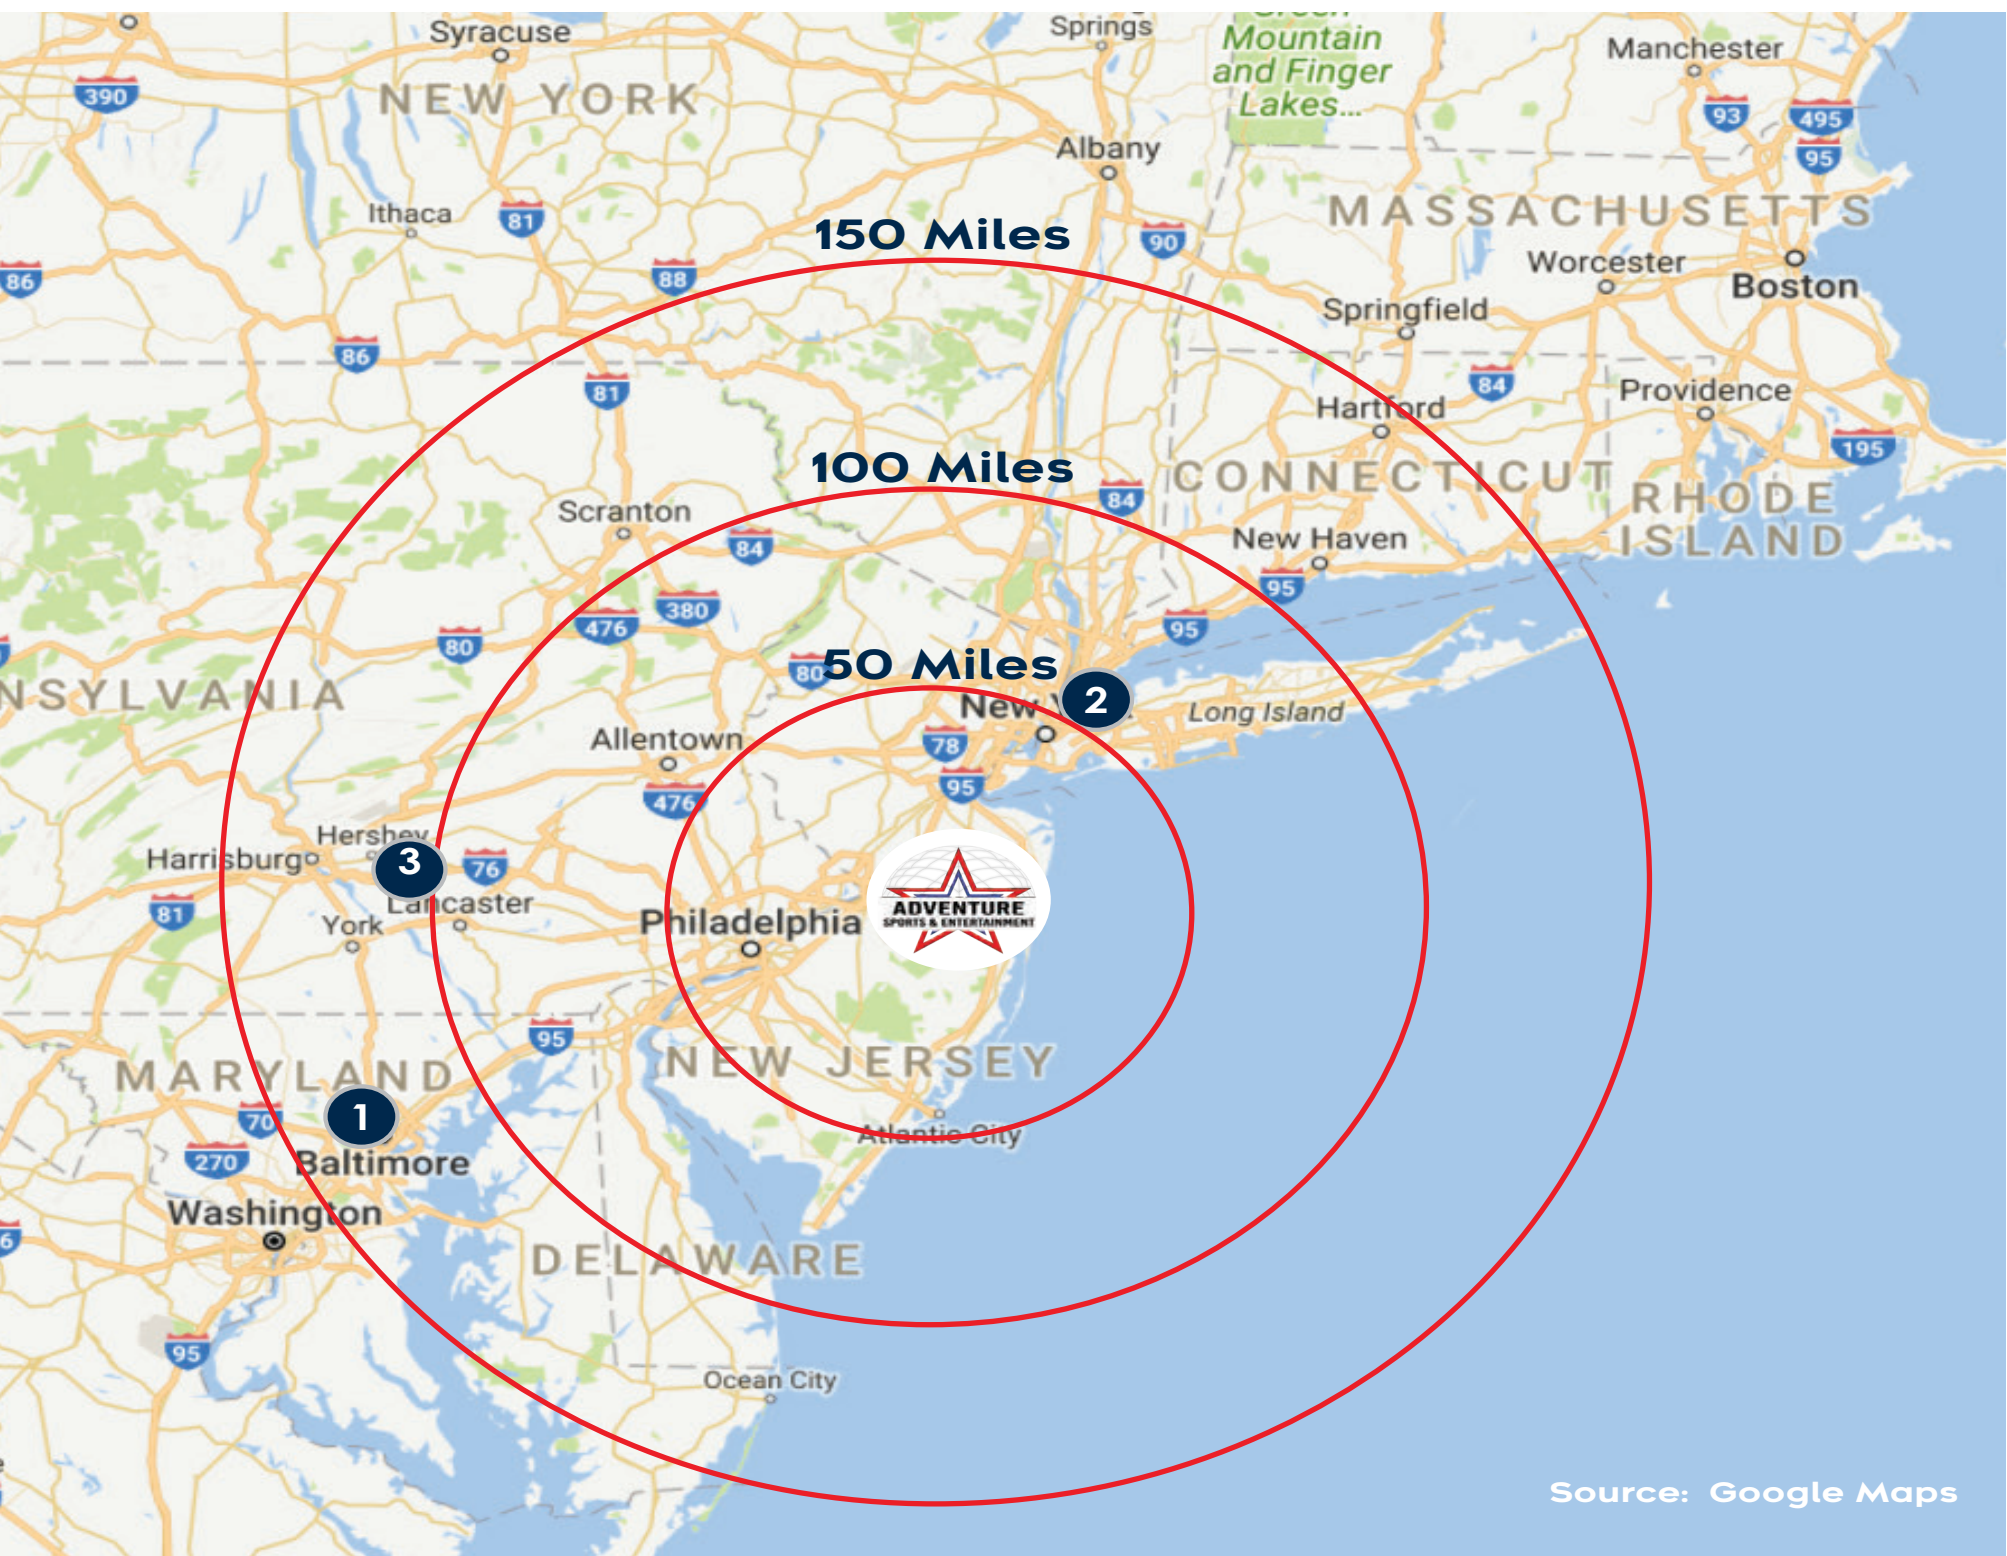 Syracuse
Springs
Green
Mountain
and Finger
Lakes...
Manchester
390
NEW YORK
93
495
95
Albany
Ithaca
81
MASSACHUSETTS
150 Miles
90
Worcester
86
88
Boston
Springfield
86
81
84
Providence
Hartford
195
100 Miles
CONNECTICUT
84
RHODE
ISLAND
Scranton
84
New Haven
95
380
476
95
80
50 Miles
80
NSYLVANIA
New
2
Long Island
Allentown
78
95
476
Hershey
Harrisburg
3
76
81
Lancaster
York
Philadelphia
ADVENTURE
SPORTS & ENTERTAINMENT
95
MARYLAND
NEW JERSEY
70
1
Atlantic City
270
Baltimore
Washington
6
DELAWARE
95
Ocean City
Source: Google Maps